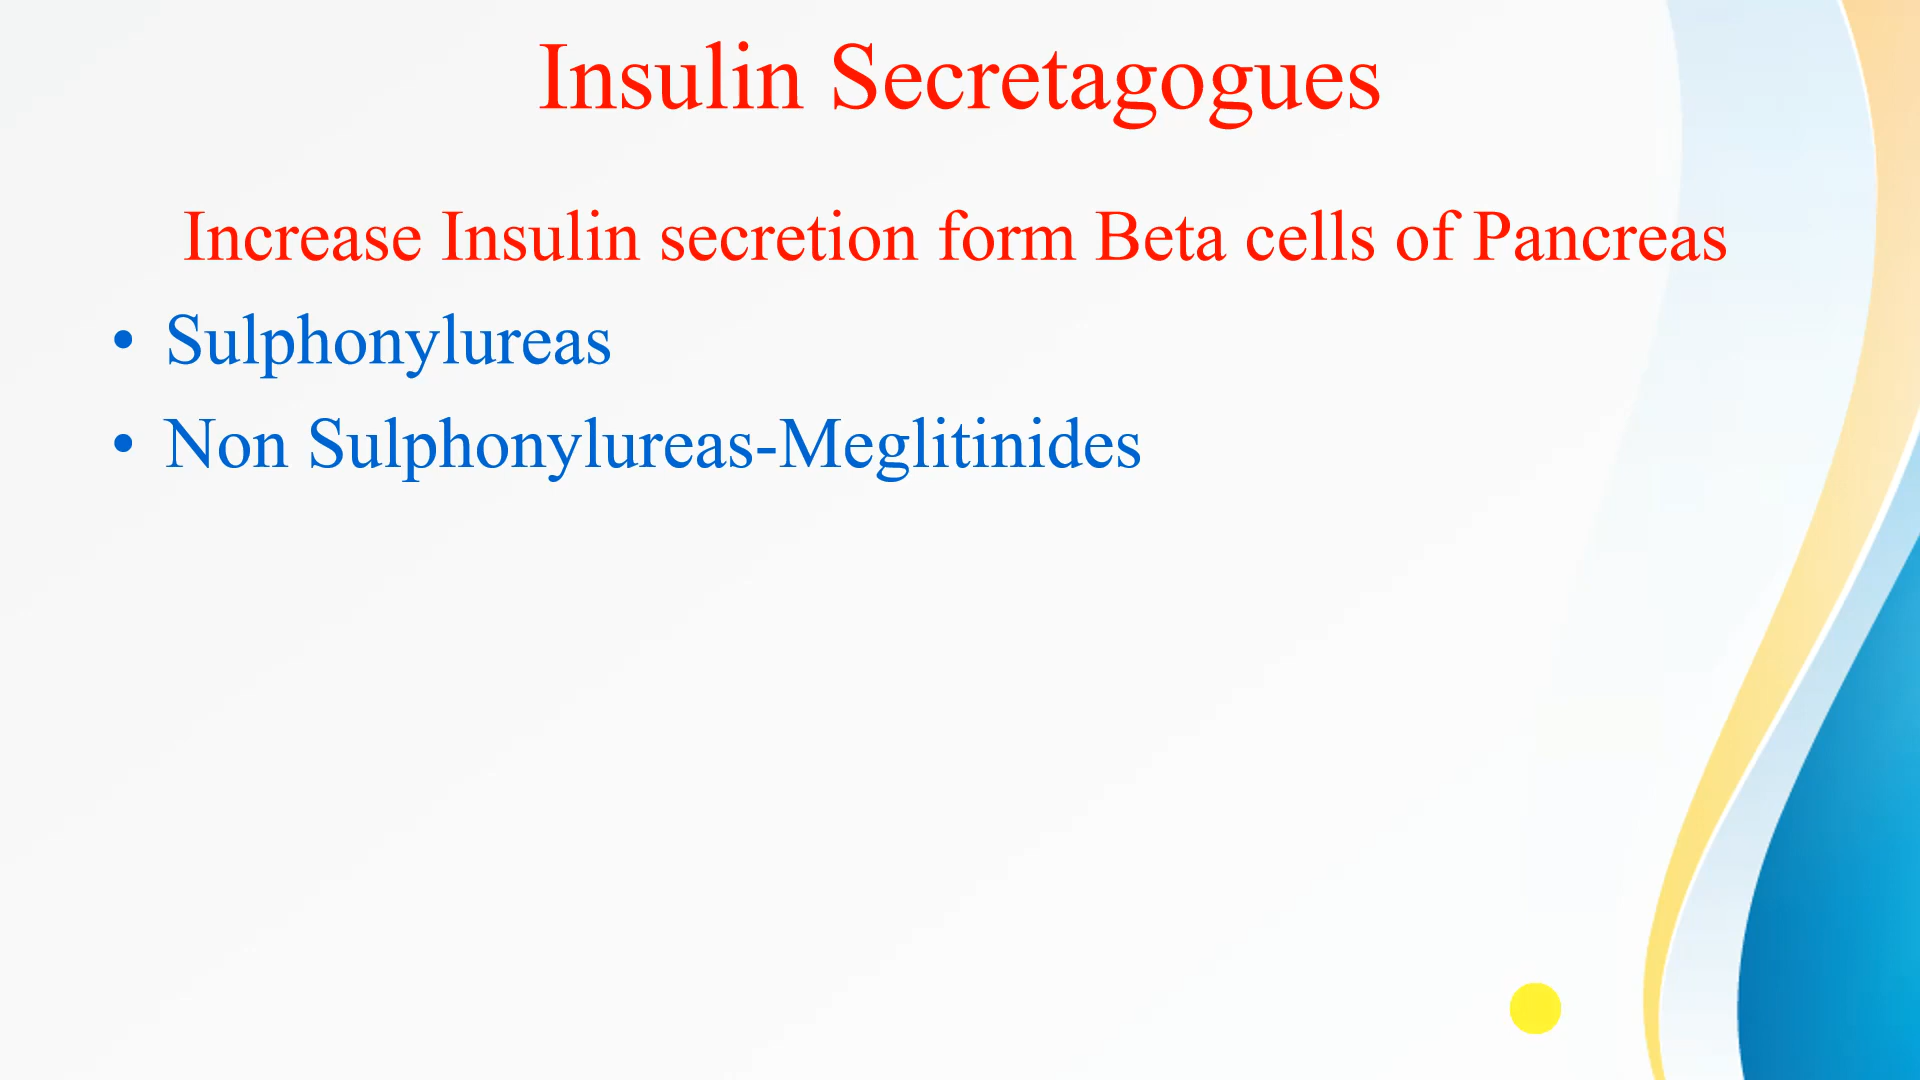 Insulin Secretagogues
Increase Insulin secretion form Beta cells of Pancreas
• Sulphonylureas
• Non Sulphonylureas-Meglitinides